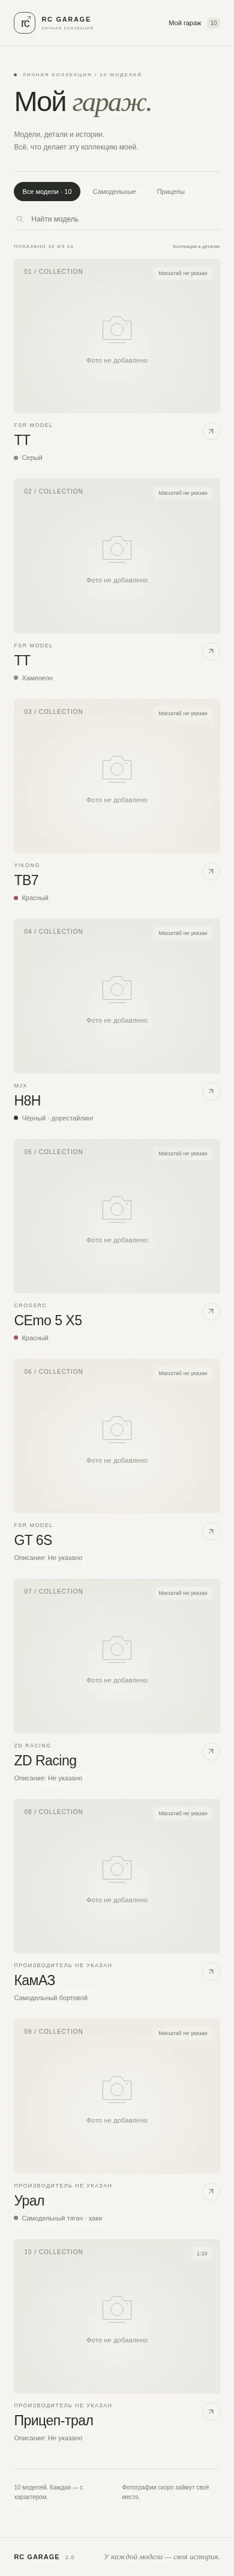 rc RC GARAGE
ЛИЧНАЯ КОЛЛЕКЦИЯ
Мой гараж 10
ЛИЧНАЯ КОЛЛЕКЦИЯ / 10 МОДЕЛЕЙ
Мой гараж.
Модели, детали и истории.
Всё, что делает эту коллекцию моей.
Все модели · 10 Самодельные Прицепы
Найти модель
ПОКАЗАНО 10 ИЗ 10 Коллекция в деталях
01 / COLLECTION Масштаб не указан
Фото не добавлено
FSR MODEL
TT
Серый
02 / COLLECTION Масштаб не указан
Фото не добавлено
FSR MODEL
TT
Хамелеон
03 / COLLECTION Масштаб не указан
Фото не добавлено
YIKONG
TB7
Красный
04 / COLLECTION Масштаб не указан
Фото не добавлено
MJX
H8H
Чёрный · дорестайлинг
05 / COLLECTION Масштаб не указан
Фото не добавлено
CROSSRC
CEmo 5 X5
Красный
06 / COLLECTION Масштаб не указан
Фото не добавлено
FSR MODEL
GT 6S
Описание: Не указано
07 / COLLECTION Масштаб не указан
Фото не добавлено
ZD RACING
ZD Racing
Описание: Не указано
08 / COLLECTION Масштаб не указан
Фото не добавлено
ПРОИЗВОДИТЕЛЬ НЕ УКАЗАН
КамАЗ
Самодельный бортовой
09 / COLLECTION Масштаб не указан
Фото не добавлено
ПРОИЗВОДИТЕЛЬ НЕ УКАЗАН
Урал
Самодельный тягач · хаки
10 / COLLECTION 1:10
Фото не добавлено
ПРОИЗВОДИТЕЛЬ НЕ УКАЗАН
Прицеп-трал
Описание: Не указано
10 моделей. Каждая — с
характером.
Фотографии скоро займут своё
место.
RC GARAGE 2.0 У каждой модели — своя история.